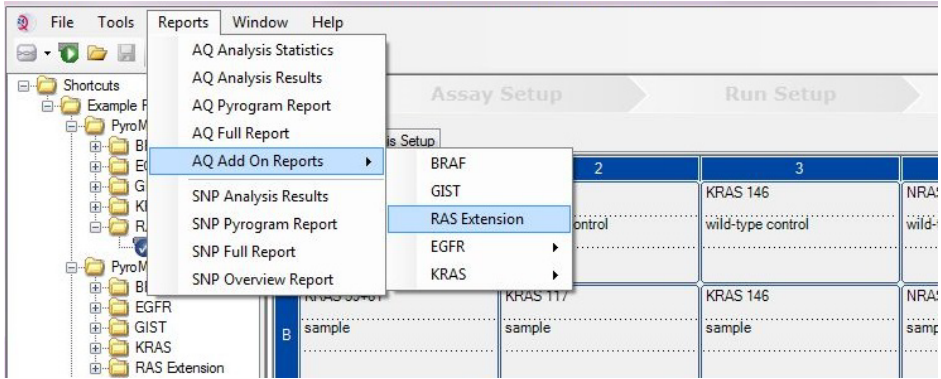 File Tools Reports Window Help
AQ Analysis Statistics
AQ Analysis Results
AQ Pyrogram Report
AQ Full Report
AQ Add On Reports
SNP Analysis Results
SNP Pyrogram Report
SNP Full Report
SNP Overview Report
BRAF
GIST
RAS Extension
EGFR
KRAS
Shortcuts
Example
PyroM
PyroM
EGFR
GIST
KRAS
RAS Extension
Assay Setup Run Setup
Setup
2 3
KRAS 146
wild-type control
B
KRAS 117 KRAS 146
sample sample sample